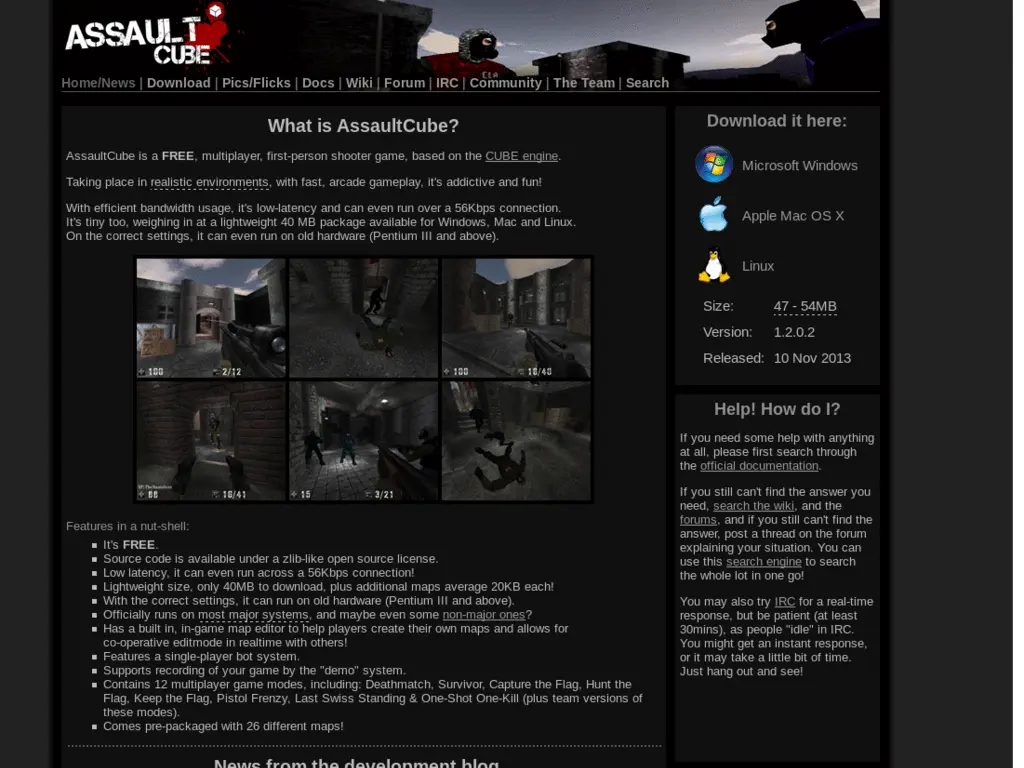 ASSAULT
CUBE
Home/News | Download | Pics/Flicks | Docs | Wiki | Forum | IRC | Community | The Team | Search
What is AssaultCube?
AssaultCube is a FREE, multiplayer, first-person shooter game, based on the CUBE engine.
Taking place in realistic environments, with fast, arcade gameplay, it's addictive and fun!
With efficient bandwidth usage, it's low-latency and can even run over a 56Kbps connection.
It's tiny too, weighing in at a lightweight 40 MB package available for Windows, Mac and Linux.
On the correct settings, it can even run on old hardware (Pentium III and above).
100 2/12
100 18/40
68 18/41
15 3/21
Features in a nut-shell:
It's FREE.
Source code is available under a zlib-like open source license.
Low latency, it can even run across a 56Kbps connection!
Lightweight size, only 40MB to download, plus additional maps average 20KB each!
With the correct settings, it can run on old hardware (Pentium III and above).
Officially runs on most major systems, and maybe even some non-major ones?
Has a built in, in-game map editor to help players create their own maps and allows for
co-operative editmode in realtime with others!
Features a single-player bot system.
Supports recording of your game by the "demo" system.
Contains 12 multiplayer game modes, including: Deathmatch, Survivor, Capture the Flag, Hunt the
Flag, Keep the Flag, Pistol Frenzy, Last Swiss Standing & One-Shot One-Kill (plus team versions of
these modes).
Comes pre-packaged with 26 different maps!
News from the development blog
Download it here:
Microsoft Windows
Apple Mac OS X
Linux
Size: 47 - 54MB
Version: 1.2.0.2
Released: 10 Nov 2013
Help! How do I?
If you need some help with anything
at all, please first search through
the official documentation.
If you still can't find the answer you
need, search the wiki, and the
forums, and if you still can't find the
answer, post a thread on the forum
explaining your situation. You can
use this search engine to search
the whole lot in one go!
You may also try IRC for a real-time
response, but be patient (at least
30mins), as people "idle" in IRC.
You might get an instant response,
or it may take a little bit of time.
Just hang out and see!